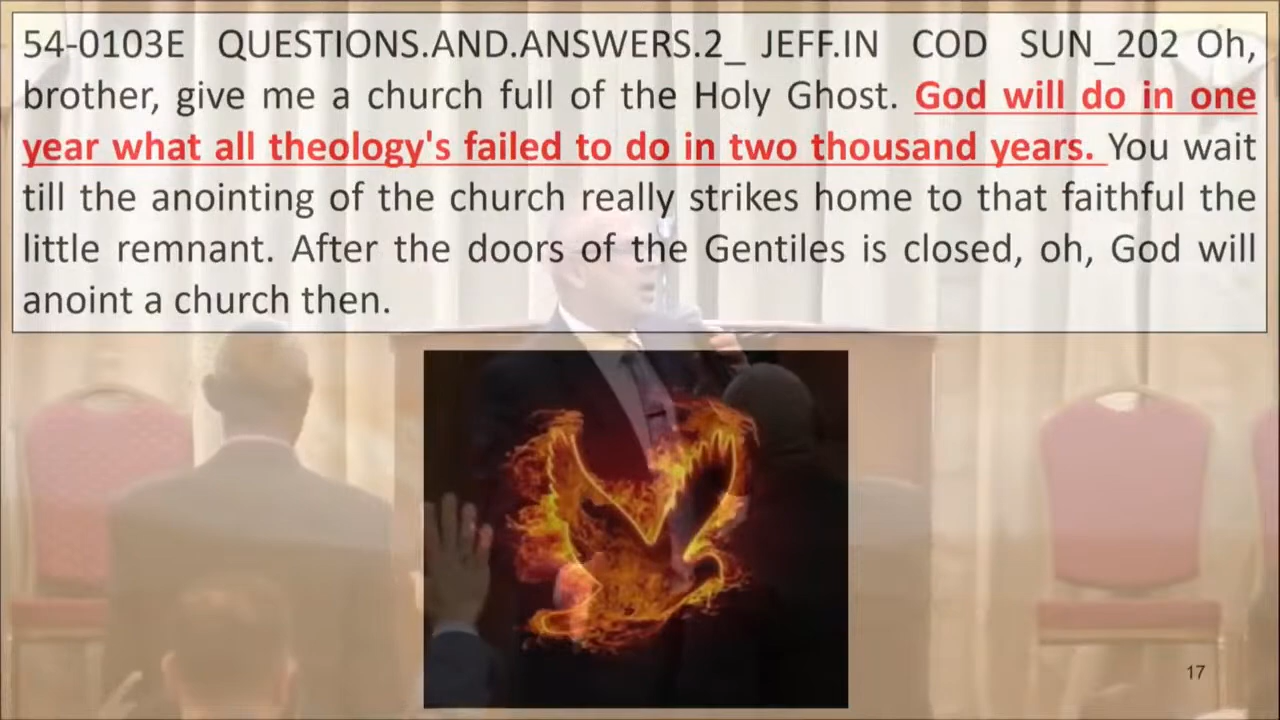 54-0103E QUESTIONS.AND.ANSWERS.2_ JEFF.IN COD SUN_202 Oh,
brother, give me a church full of the Holy Ghost. God will do in one
year what all theology's failed to do in two thousand years. You wait
till the anointing of the church really strikes home to that faithful the
little remnant. After the doors of the Gentiles is closed, oh, God will
anoint a church then.
17